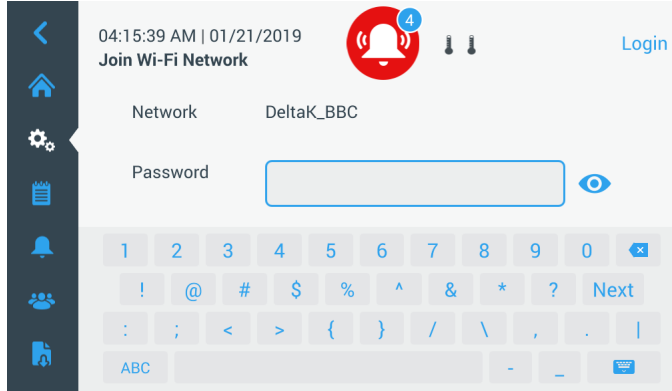 04:15:39 AM | 01/21/2019
4
Login
Join Wi-Fi Network
Network DeltaK_BBC
Password
1 2 3 4 5 6 7 8 9 0
! @ # $ % ^ & * ? Next
: ; < > { } / \ , . |
ABC - _